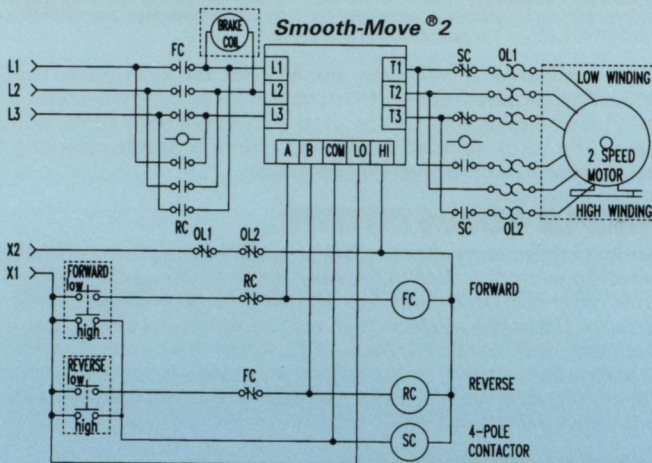 Smooth-Move ® 2
BRAKE
COIL
FC
SC
OL1
L1
L2
L3
L1
L2
L3
T1
T2
T3
LOW WINDING
2 SPEED
MOTOR
HIGH WINDING
A B COM LO HI
RC
SC
OL2
X2
OL1
OL2
X1
FORWARD
low
high
RC
FC
FORWARD
REVERSE
low
high
FC
RC
REVERSE
SC
4-POLE
CONTACTOR